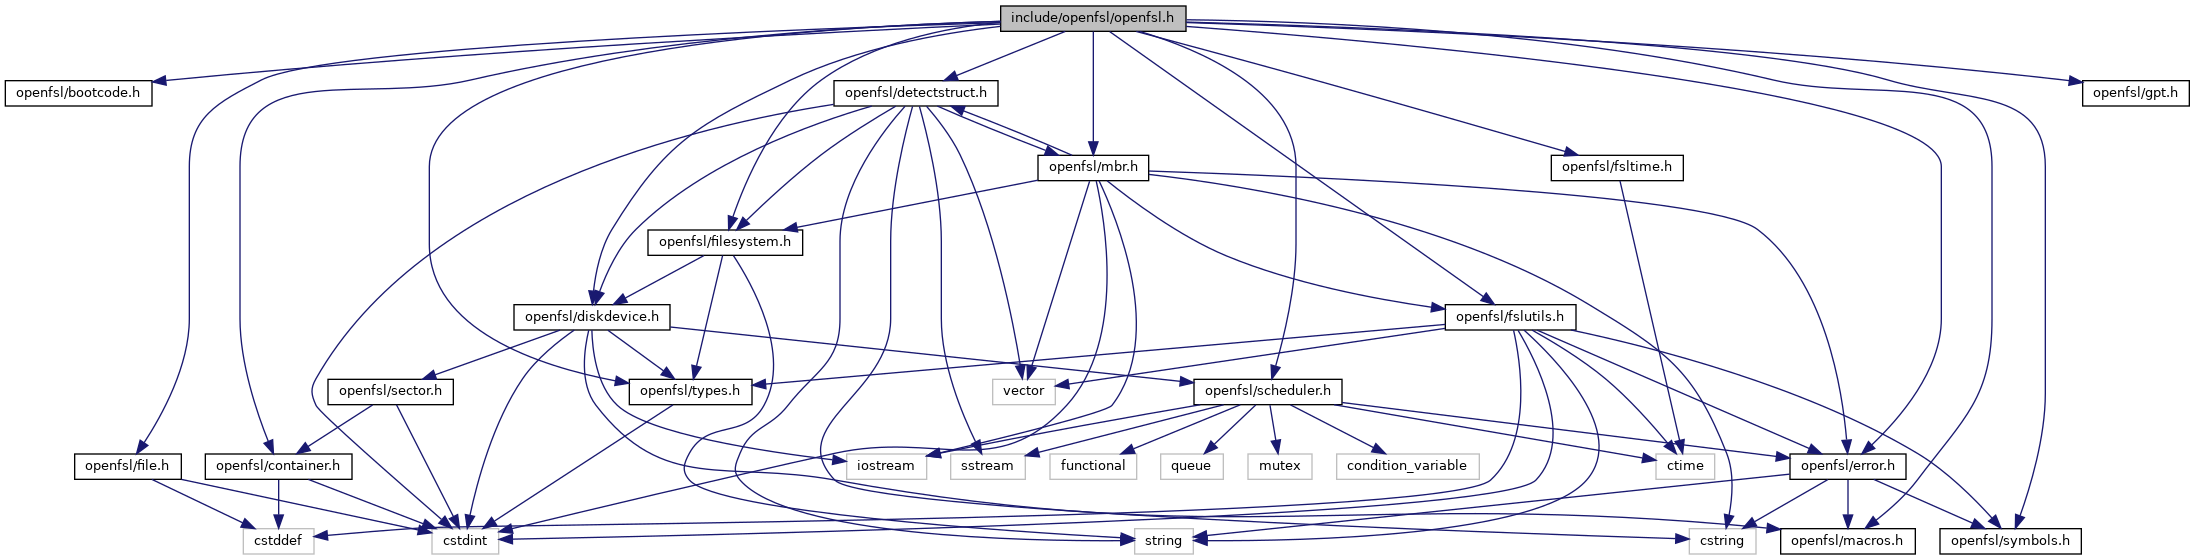 include/openfsl/openfsl.h
openfsl/bootcode.h
openfsl/detectstruct.h
openfsl/gpt.h
openfsl/mbr.h
openfsl/fsltime.h
openfsl/filesystem.h
openfsl/diskdevice.h
openfsl/fslutils.h
openfsl/sector.h
openfsl/types.h
vector
openfsl/scheduler.h
openfsl/file.h
openfsl/container.h
iostream
sstream
functional
queue
mutex
condition_variable
ctime
openfsl/error.h
cstddef
cstdint
string
cstring
openfsl/macros.h
openfsl/symbols.h